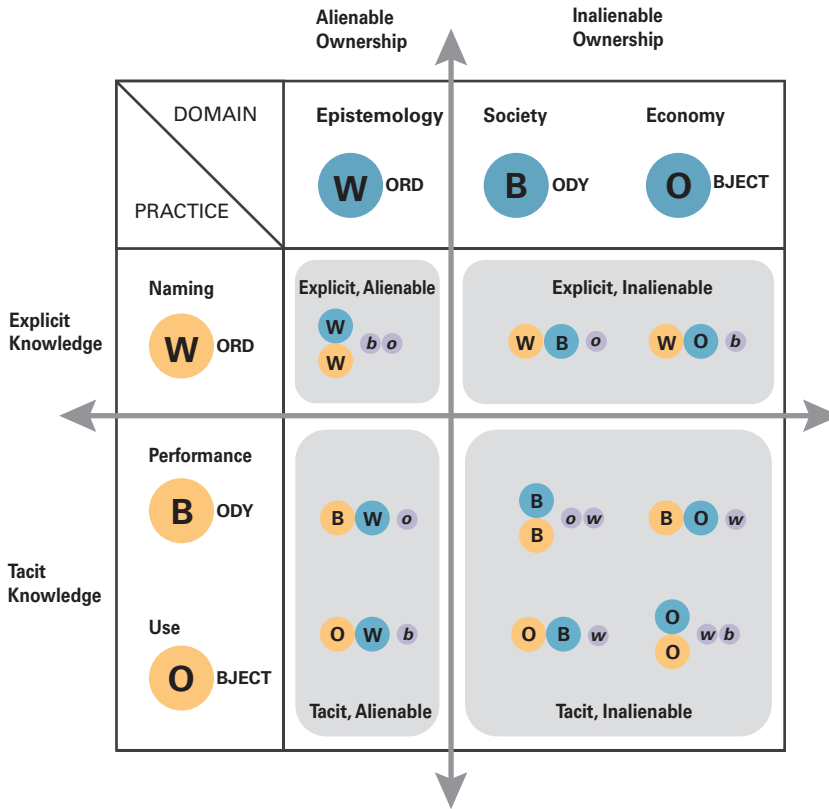 Alienable
Ownership
Inalienable
Ownership
DOMAIN
PRACTICE
Epistemology
Society
Economy
W ORD
B ODY
O BJECT
Explicit
Knowledge
Naming
W ORD
Explicit, Alienable
W
W
b o
Explicit, Inalienable
W B o
W O b
Tacit
Knowledge
Performance
B ODY
B W o
B
B
o w
B O w
Use
O BJECT
O W b
O B w
O
O
w b
Tacit, Alienable
Tacit, Inalienable